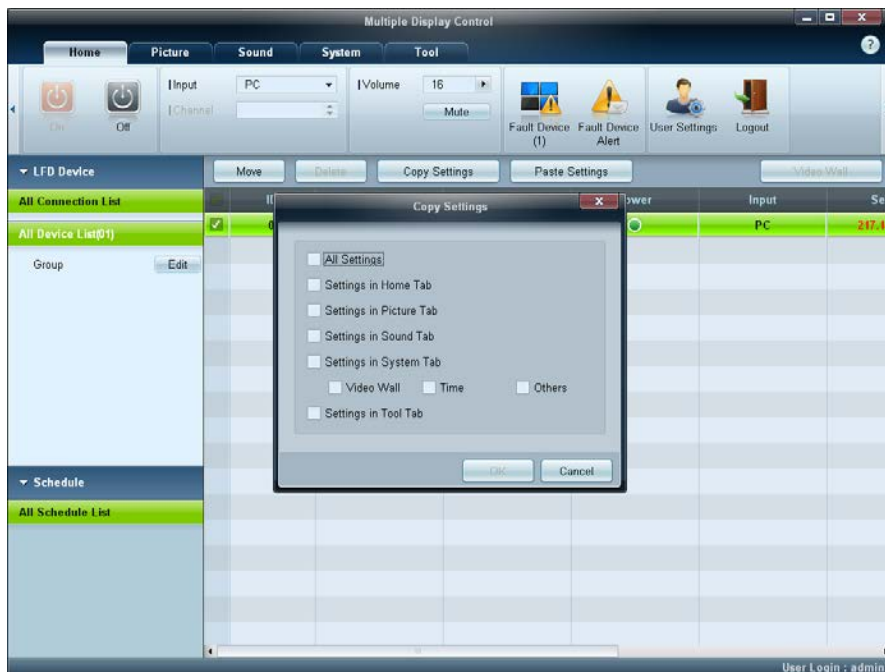 Multiple Display Control
Home Picture Sound System Tool
Input PC Volume 16
Channel Mute
On Off
Fault Device (1)
Fault Device Alert
User Settings
Logout
LFD Device
Move Delete Copy Settings Paste Settings Video Wall
All Connection List
Input
All Device List(01)
PC
Group Edit
Copy Settings
All Settings
Settings in Home Tab
Settings in Picture Tab
Settings in Sound Tab
Settings in System Tab
Video Wall Time Others
Settings in Tool Tab
OK Cancel
Schedule
All Schedule List
User Login : admin